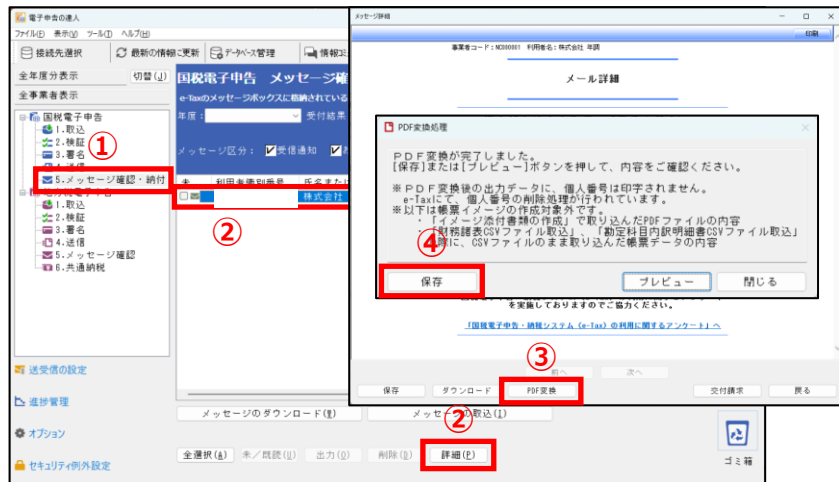 電子申告の達人
ファイル(F) 表示(V) ツール(T) ヘルプ(H)
接続先選択 最新の情報に更新 データベース管理
全年度分表示 切替(J)
全事業者表示
国税電子申告
1.取込
2.検証
3.署名
5.メッセージ確認・納付
1.取込
2.検証
3.署名
4.送信
5.メッセージ確認
6.共通納税
送受信の設定
進捗管理
オプション
セキュリティ例外設定
①
国税電子申告 メッセージ確
e-Taxのメッセージボックスに格納されている
年度: 受付結果
メッセージ区分: 受信通知
利用者識別番号 氏名または
株式会社
②
メッセージのダウンロード(M) メッセージの取込(I)
②
全選択(A) 未/既読(U) 出力(O) 削除(D) 詳細(P)
ゴミ箱
メッセージ詳細
印刷
事業者コード:NC000001 利用者名:株式会社 年調
メール詳細
PDF変換処理
PDF変換が完了しました。
[保存]または[プレビュー]ボタンを押して、内容をご確認ください。
※PDF変換後の出力データに、個人番号は印字されません。
e-Taxにて、個人番号の削除処理が行われています。
※以下は帳票イメージの作成対象外です。
・「イメージ添付書類の作成」で取り込んだPDFファイルの内容
・「財務諸表CSVファイル取込」、「勘定科目内訳明細書CSVファイル取込」
に、CSVファイルのまま取り込んだ帳票データの内容
④
保存 プレビュー 閉じる
を実施しておりますのでご協力ください。
「国税電子申告・納税システム(e-Tax)の利用に関するアンケート」へ
③
前へ 次へ
保存 ダウンロード PDF変換 交付請求 戻る